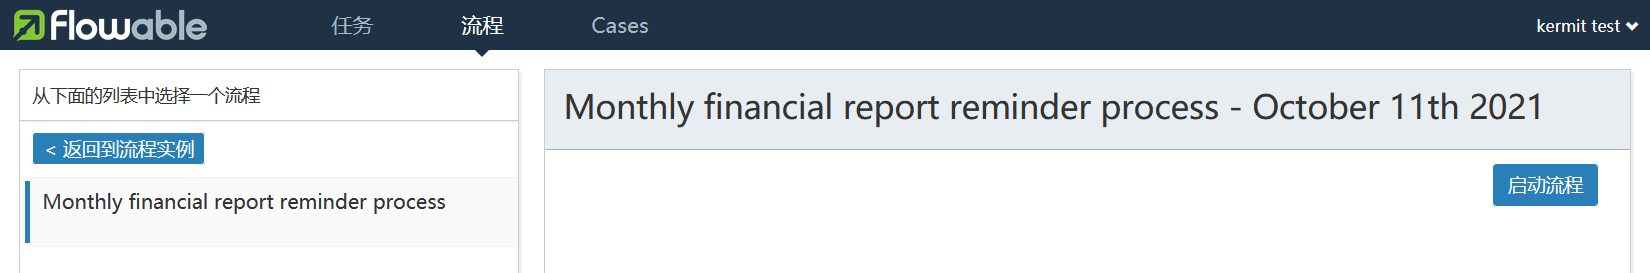 flowable 任务 流程 Cases kermit test
从下面的列表中选择一个流程
< 返回到流程实例
Monthly financial report reminder process
Monthly financial report reminder process - October 11th 2021
启动流程